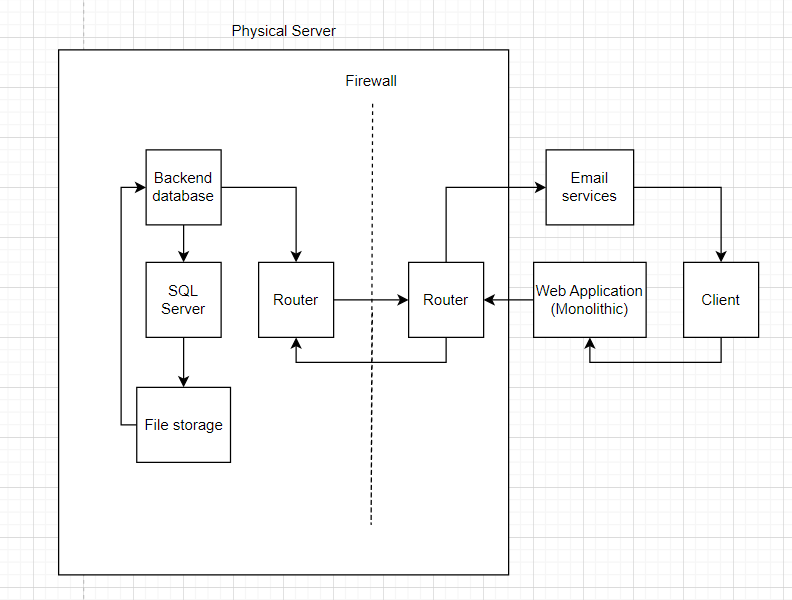 Physical Server
Firewall
Backend
database
Email
services
SQL
Server
Router
Router
Web Application
(Monolithic)
Client
File storage